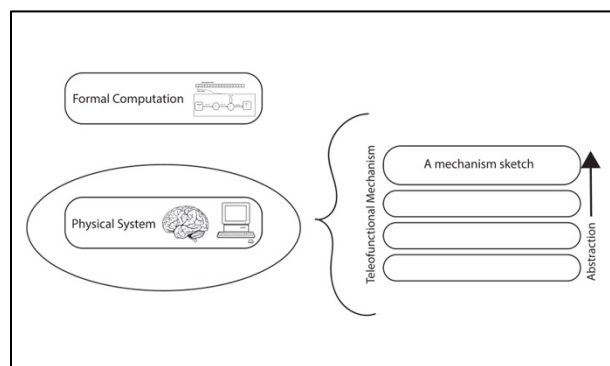 Formal Computation
Physical System
Teleofunctional Mechanism
A mechanism sketch
Abstraction